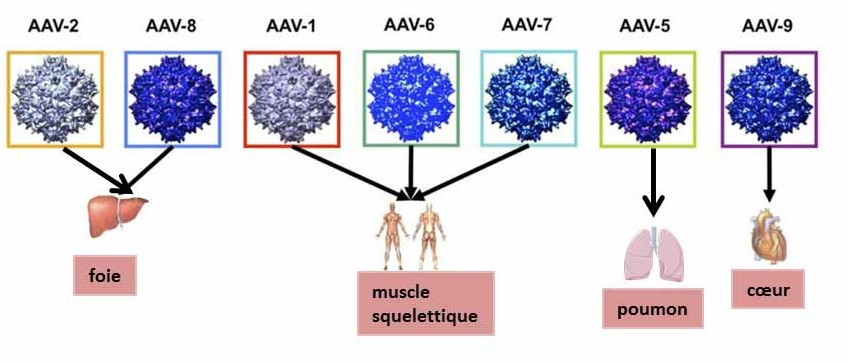 AAV-2
AAV-8
AAV-1
AAV-6
AAV-7
AAV-5
AAV-9
foie
muscle
squelettique
poumon
cœur